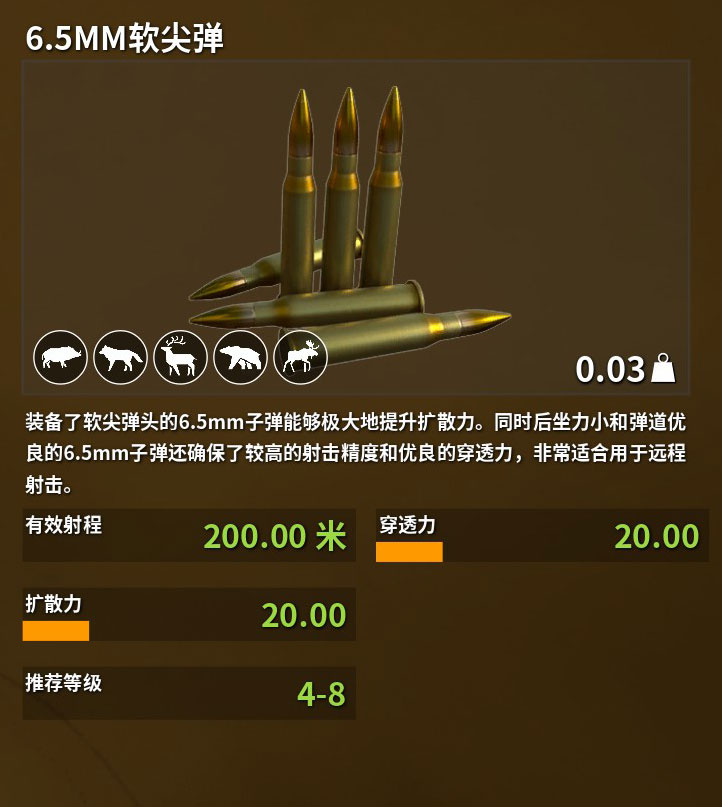 6.5MM软尖弹
0.03
装备了软尖弹头的6.5mm子弹能够极大地提升扩散力。同时后坐力小和弹道优
良的6.5mm子弹还确保了较高的射击精度和优良的穿透力，非常适合用于远程
射击。
有效射程 200.00 米
穿透力 20.00
扩散力 20.00
推荐等级 4-8